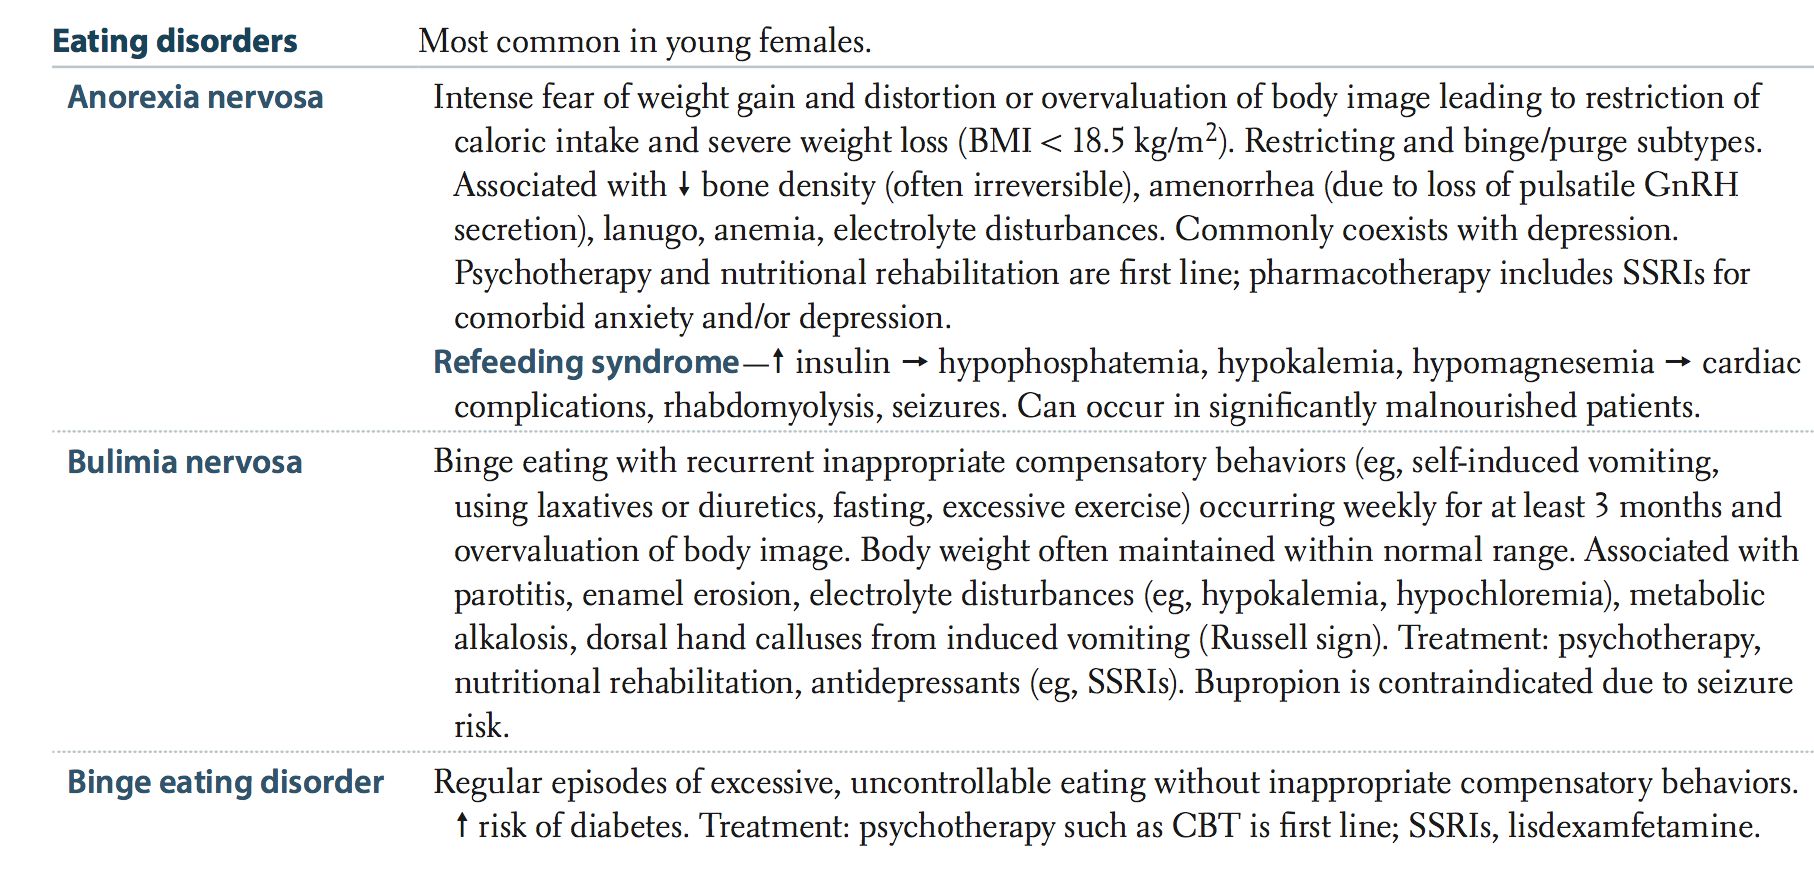 Eating disorders Most common in young females.
Anorexia nervosa Intense fear of weight gain and distortion or overvaluation of body image leading to restriction of
caloric intake and severe weight loss (BMI < 18.5 kg/m²). Restricting and binge/purge subtypes.
Associated with ↓ bone density (often irreversible), amenorrhea (due to loss of pulsatile GnRH
secretion), lanugo, anemia, electrolyte disturbances. Commonly coexists with depression.
Psychotherapy and nutritional rehabilitation are first line; pharmacotherapy includes SSRIs for
comorbid anxiety and/or depression.
Refeeding syndrome—↑ insulin → hypophosphatemia, hypokalemia, hypomagnesemia → cardiac
complications, rhabdomyolysis, seizures. Can occur in significantly malnourished patients.
Bulimia nervosa Binge eating with recurrent inappropriate compensatory behaviors (eg, self-induced vomiting,
using laxatives or diuretics, fasting, excessive exercise) occurring weekly for at least 3 months and
overvaluation of body image. Body weight often maintained within normal range. Associated with
parotitis, enamel erosion, electrolyte disturbances (eg, hypokalemia, hypochloremia), metabolic
alkalosis, dorsal hand calluses from induced vomiting (Russell sign). Treatment: psychotherapy,
nutritional rehabilitation, antidepressants (eg, SSRIs). Bupropion is contraindicated due to seizure
risk.
Binge eating disorder Regular episodes of excessive, uncontrollable eating without inappropriate compensatory behaviors.
↑ risk of diabetes. Treatment: psychotherapy such as CBT is first line; SSRIs, lisdexamfetamine.